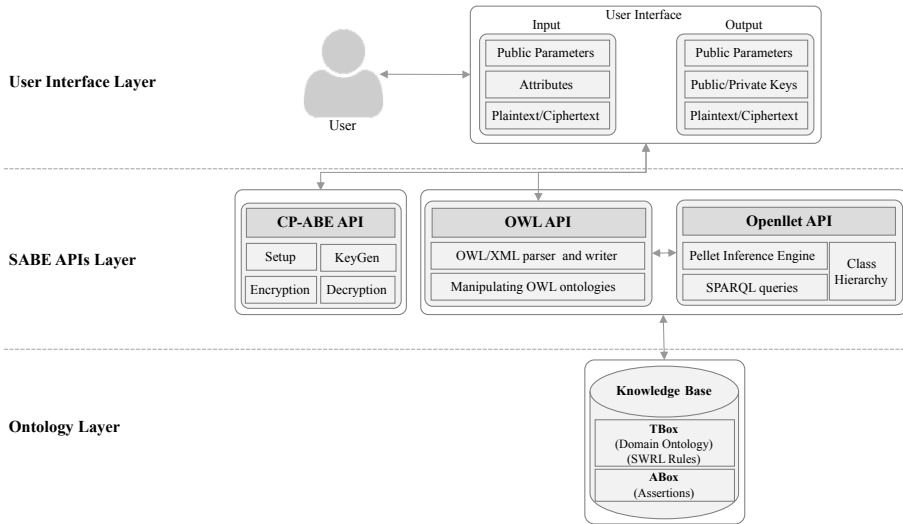 User Interface Layer
User
User Interface
Input
Public Parameters
Attributes
Plaintext/Ciphertext
Output
Public Parameters
Public/Private Keys
Plaintext/Ciphertext
SABE APIs Layer
CP-ABE API
Setup
KeyGen
Encryption
Decryption
OWL API
OWL/XML parser and writer
Manipulating OWL ontologies
Openllet API
Pellet Inference Engine
SPARQL queries
Class
Hierarchy
Ontology Layer
Knowledge Base
TBox
(Domain Ontology)
(SWRL Rules)
ABox
(Assertions)